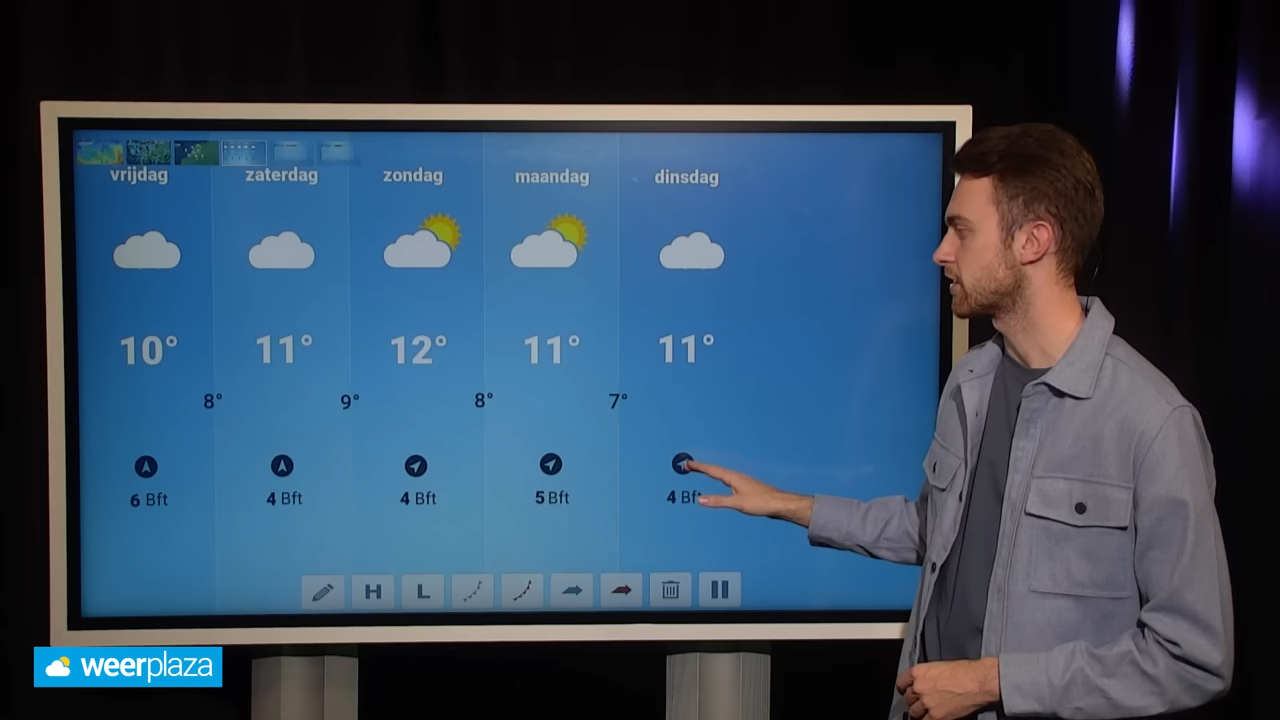 vrijdag zaterdag zondag maandag dinsdag
10° 11° 12° 11° 11°
8° 9° 8° 7°
6 Bft 4 Bft 4 Bft 5 Bft 4 Bft
H L
weerplaza